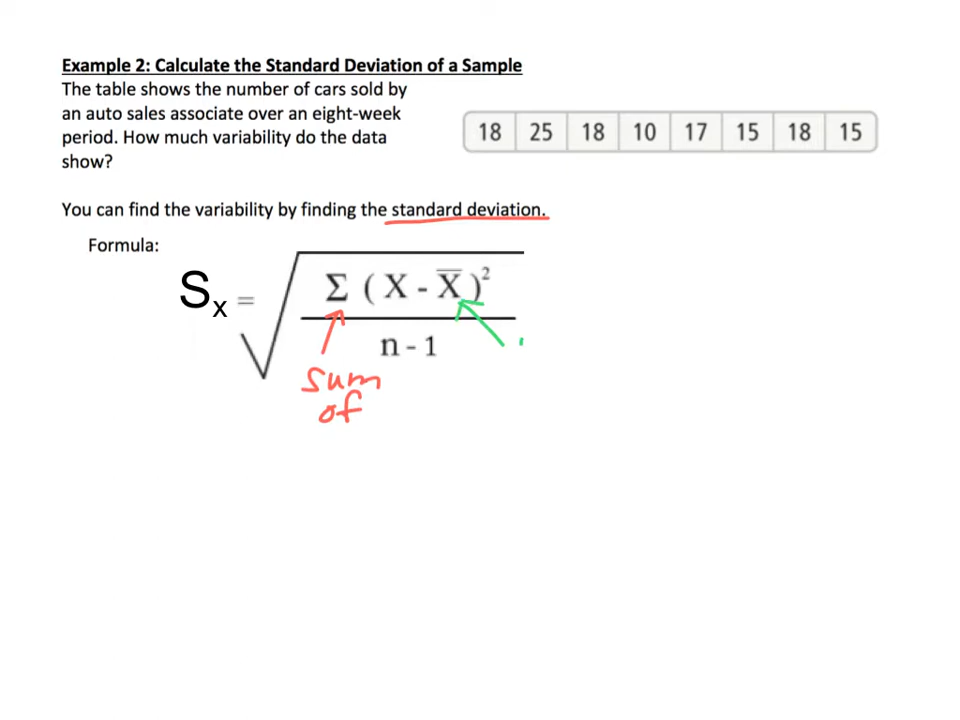 Example 2: Calculate the Standard Deviation of a Sample
The table shows the number of cars sold by
an auto sales associate over an eight-week
period. How much variability do the data
show?
18 25 18 10 17 15 18 15
You can find the variability by finding the standard deviation.
Formula:
Sx = √
Σ ( X - X̅ )²
n - 1
sum
of